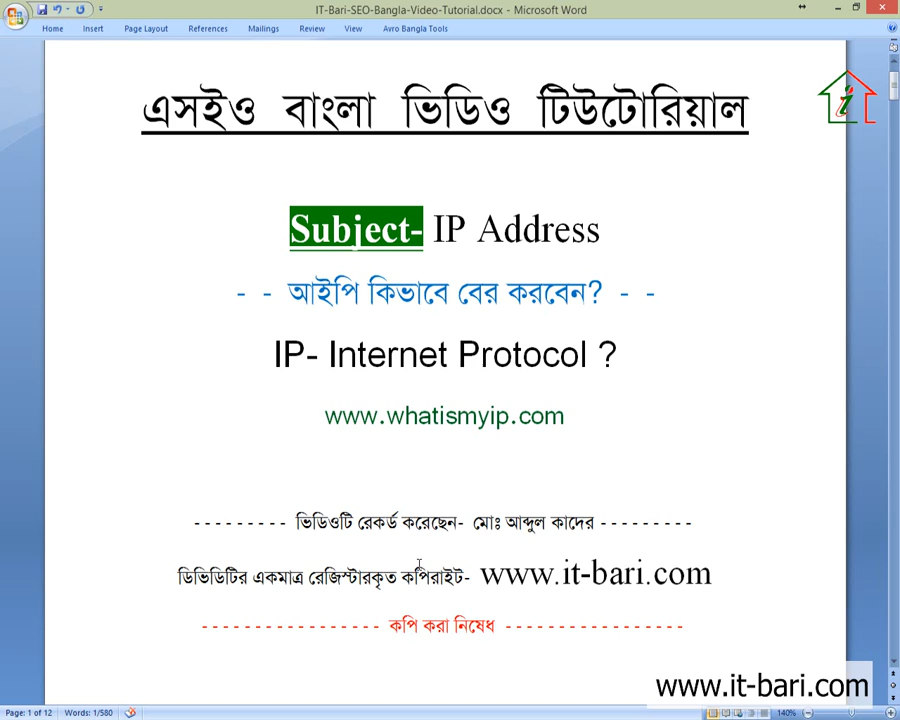 IT-Bari-SEO-Bangla-Video-Tutorial.docx - Microsoft Word
Home Insert Page Layout References Mailings Review View Avro Bangla Tools
এসইও বাংলা ভিডিও টিউটোরিয়াল
Subject- IP Address
- - আইপি কিভাবে বের করবেন? - -
IP- Internet Protocol ?
www.whatismyip.com
- - - - - - - - - ভিডিওটি রেকর্ড করেছেন- মোঃ আব্দুল কাদের - - - - - - - - -
ডিভিডিটির একমাত্র রেজিস্টারকৃত কপিরাইট- www.it-bari.com
- - - - - - - - - - - - - - - - - কপি করা নিষেধ - - - - - - - - - - - - - - - - -
www.it-bari.com
Page: 1 of 12 Words: 1/580 140%